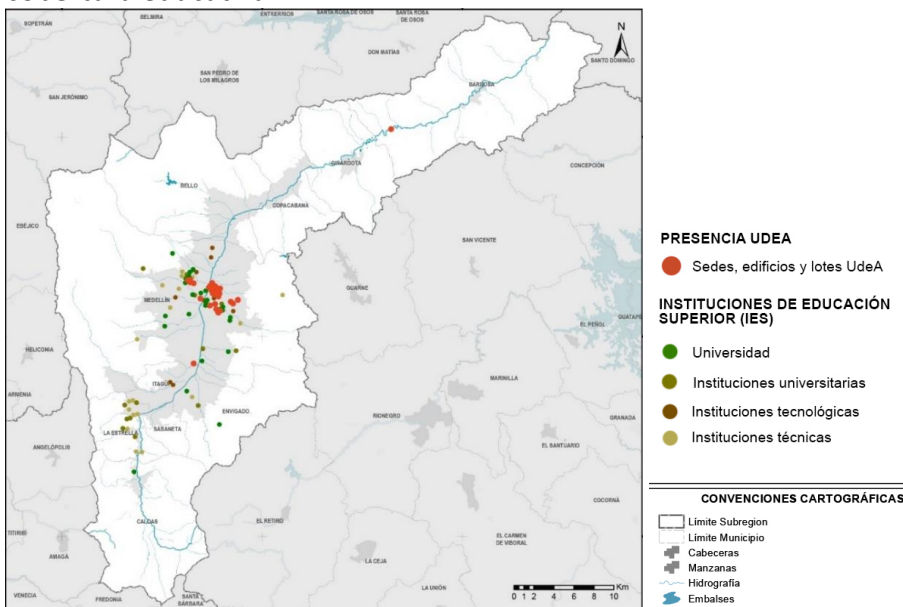 ENTRERRIOS
SANTA ROSA DE OSOS
SANTA ROSA DE OSOS
SOPETRÁN
BELMIRA
N
DON MATÍAS
SANTO DOMINGO
SAN PEDRO DE
LOS MILAGROS
SAN JERÓNIMO
BARBOSA
CONCEPCIÓN
GIRARDOTA
BELLO
COPACABANA
EBÉJICO
SAN VICENTE
GUARNE
MEDELLÍN
GUATAPÉ
EL PEÑOL
HELICONIA
MARINILLA
ITAGÜÍ
ARMENIA
RIONEGRO
ENVIGADO
GRANADA
LA ESTRELLA
SABANETA
ANGELÓPOLIS
EL SANTUARIO
COCORNÁ
CALDAS
EL RETIRO
TITIRIBÍ
EL CARMEN
DE VIBORAL
AMAGÁ
LA CEJA
LA UNIÓN
VENECIA
FREDONIA
SANTA
BÁRBARA
Km
0 1 2 4 6 8 10
PRESENCIA UDEA
Sedes, edificios y lotes UdeA
INSTITUCIONES DE EDUCACIÓN
SUPERIOR (IES)
Universidad
Instituciones universitarias
Instituciones tecnológicas
Instituciones técnicas
CONVENCIONES CARTOGRÁFICAS
Límite Subregion
Límite Municipio
Cabeceras
Manzanas
Hidrografía
Embalses